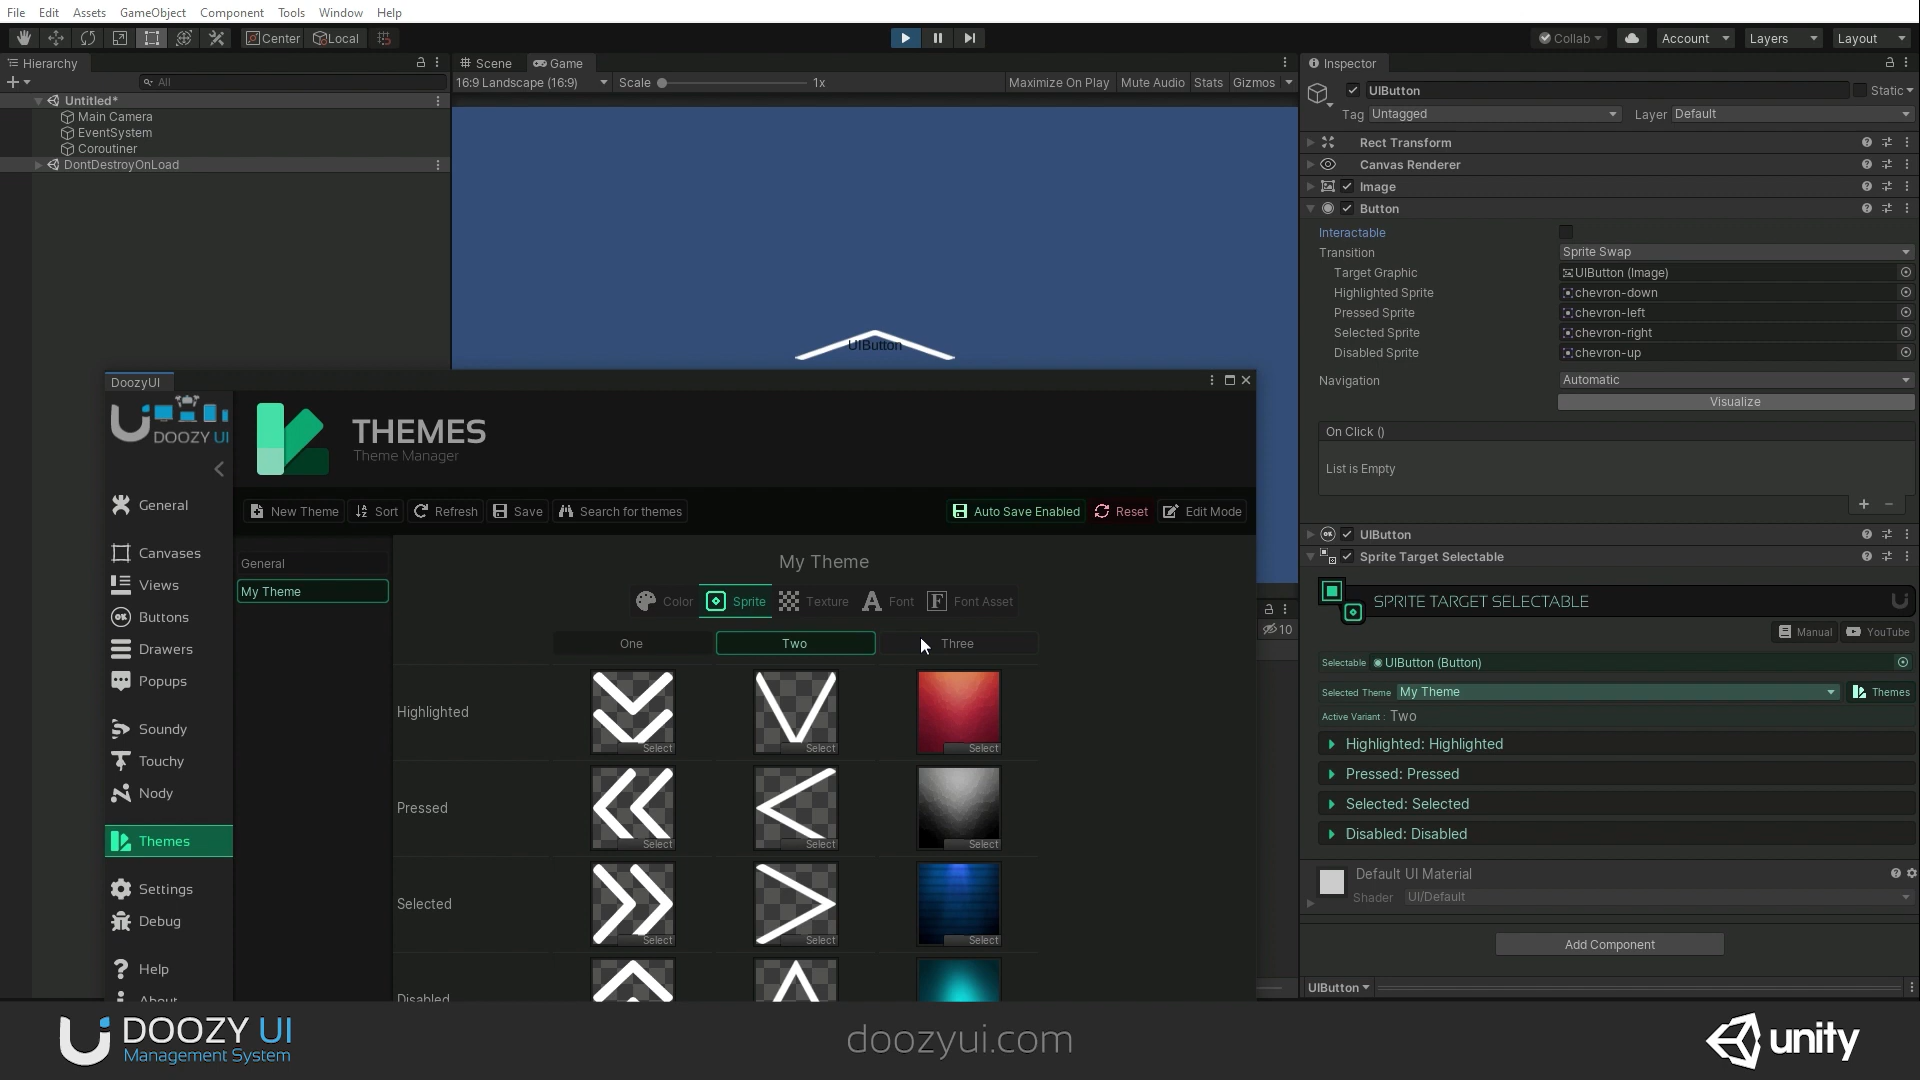 File Edit Assets GameObject Component Tools Window Help
Center Local Collab Account Layers Layout
Hierarchy
All
Untitled*
Main Camera
EventSystem
Coroutiner
DontDestroyOnLoad
Scene Game
16:9 Landscape (16:9) Scale 1x Maximize On Play Mute Audio Stats Gizmos
UIButton
10
DoozyUI
DOOZY UI
THEMES
Theme Manager
New Theme Sort Refresh Save Search for themes Auto Save Enabled Reset Edit Mode
General
Canvases
Views
Buttons
Drawers
Popups
Soundy
Touchy
Nody
Themes
Settings
Debug
Help
About
General
My Theme
My Theme
Color Sprite Texture Font Font Asset
One Two Three
Highlighted Select Select Select
Pressed Select Select Select
Selected Select Select Select
Disabled
Inspector
UIButton Static
Tag Untagged Layer Default
Rect Transform
Canvas Renderer
Image
Button
Interactable
Transition Sprite Swap
Target Graphic UIButton (Image)
Highlighted Sprite chevron-down
Pressed Sprite chevron-left
Selected Sprite chevron-right
Disabled Sprite chevron-up
Navigation Automatic
Visualize
On Click ()
List is Empty
UIButton
Sprite Target Selectable
SPRITE TARGET SELECTABLE
Manual YouTube
Selectable UIButton (Button)
Selected Theme My Theme Themes
Active Variant : Two
Highlighted: Highlighted
Pressed: Pressed
Selected: Selected
Disabled: Disabled
Default UI Material
Shader UI/Default
Add Component
UIButton
DOOZY UI
Management System
doozyui.com
unity